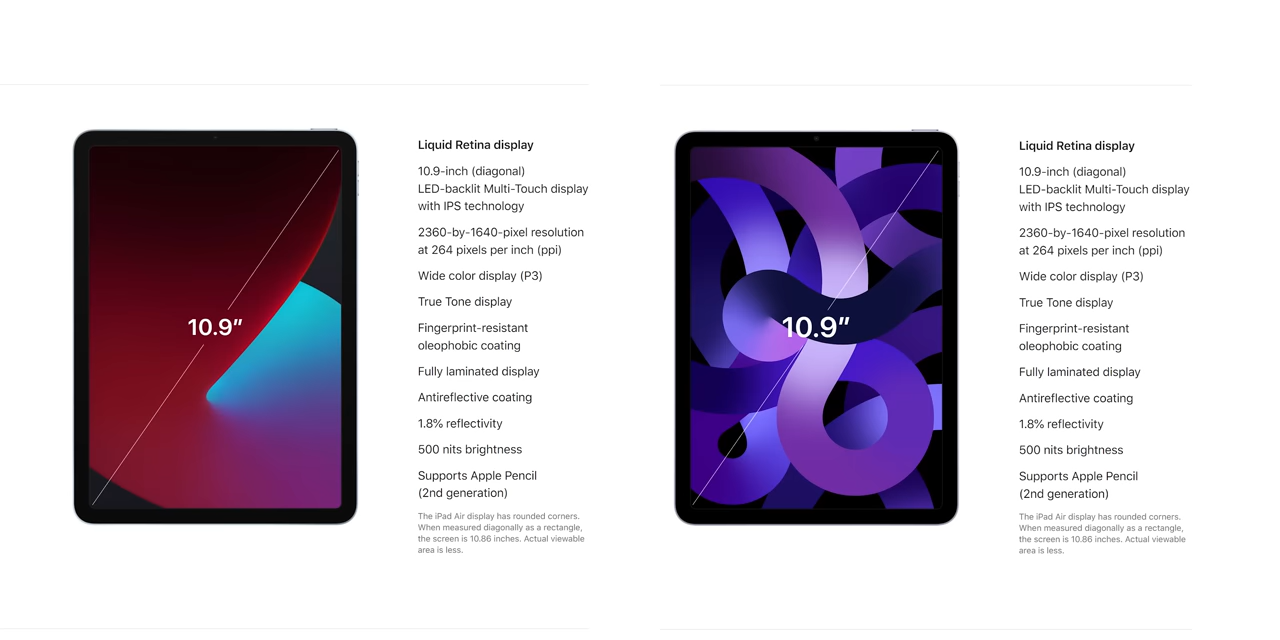 10.9″
Liquid Retina display
10.9-inch (diagonal)
LED-backlit Multi-Touch display
with IPS technology
2360-by-1640-pixel resolution
at 264 pixels per inch (ppi)
Wide color display (P3)
True Tone display
Fingerprint-resistant
oleophobic coating
Fully laminated display
Antireflective coating
1.8% reflectivity
500 nits brightness
Supports Apple Pencil
(2nd generation)
The iPad Air display has rounded corners.
When measured diagonally as a rectangle,
the screen is 10.86 inches. Actual viewable
area is less.
10.9″
Liquid Retina display
10.9-inch (diagonal)
LED-backlit Multi-Touch display
with IPS technology
2360-by-1640-pixel resolution
at 264 pixels per inch (ppi)
Wide color display (P3)
True Tone display
Fingerprint-resistant
oleophobic coating
Fully laminated display
Antireflective coating
1.8% reflectivity
500 nits brightness
Supports Apple Pencil
(2nd generation)
The iPad Air display has rounded corners.
When measured diagonally as a rectangle,
the screen is 10.86 inches. Actual viewable
area is less.